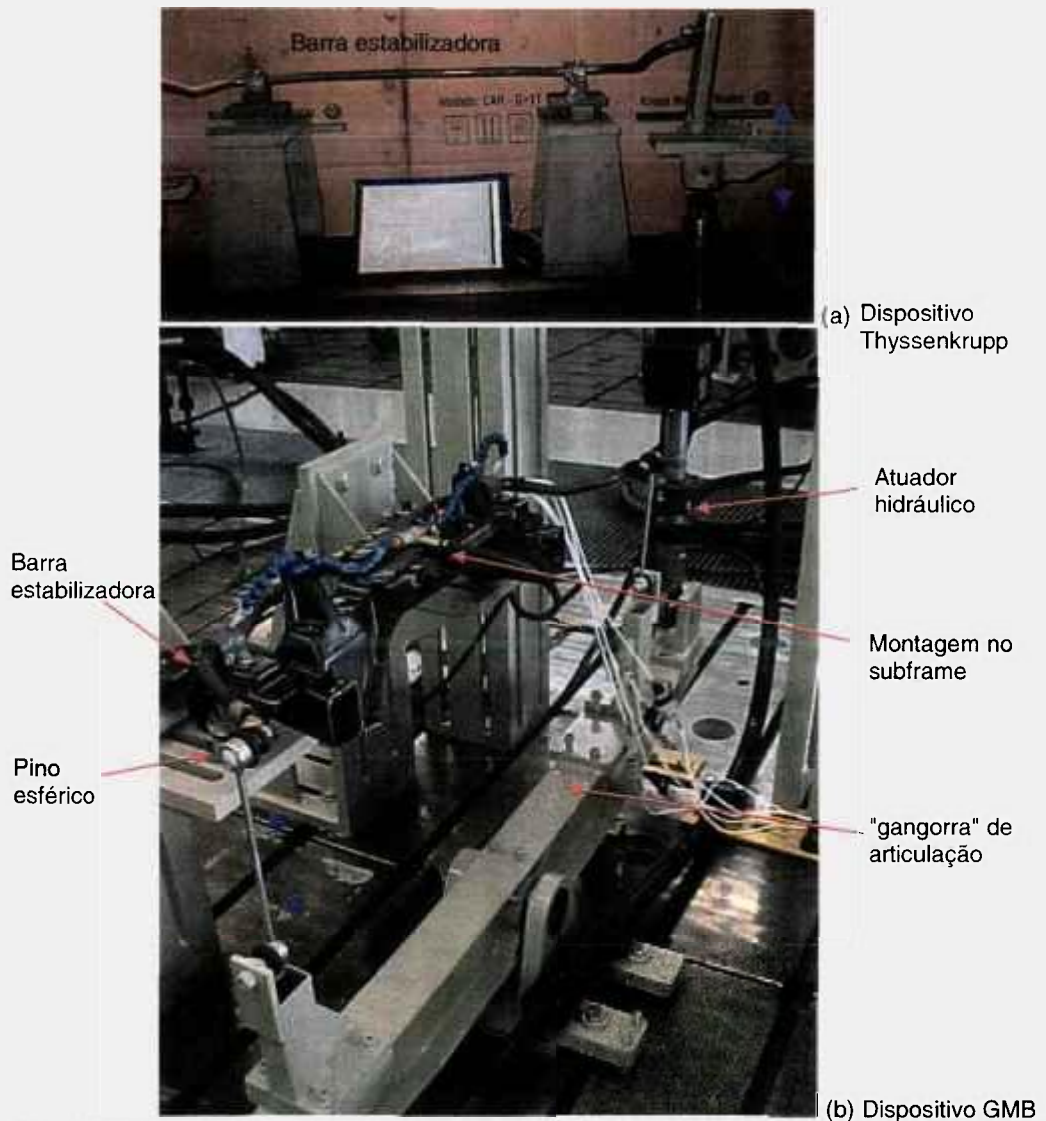 Barra estabilizadora
(a) Dispositivo
Thyssenkrupp
Atuador
hidráulico
Barra
estabilizadora
Montagem no
subframe
Pino
esférico
"gangorra" de
articulação
(b) Dispositivo GMB